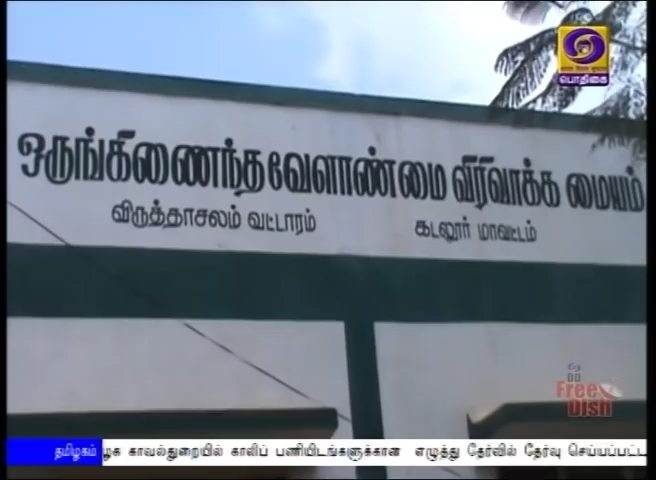 பொதிகை
ஒருங்கிணைந்த வேளாண்மை விரிவாக்க மையம்
விருத்தாசலம் வட்டாரம் கடலூர் மாவட்டம்
DD
Free
Dish
தமிழகம் ழக காவல்துறையில் காலிப் பணியிடங்களுக்கான எழுத்து தேர்வில் தேர்வு செய்யப்பட்ட